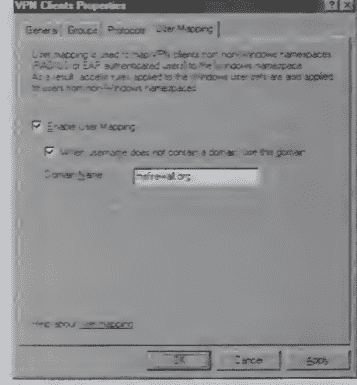 VPN Clients Properties
General Groups Protocols User Mapping
User mapping is used to map VPN clients from non-Windows namespaces
(RADIUS or EAP authenticated users) to the Windows namespace.
As a result, access rules applied to the Windows user sets are also applied
to users from non-Windows namespaces.
Enable User Mapping
When username does not contain a domain, use this domain
Domain Name:
msfirewall.org
Help about user mapping
OK Cancel Apply